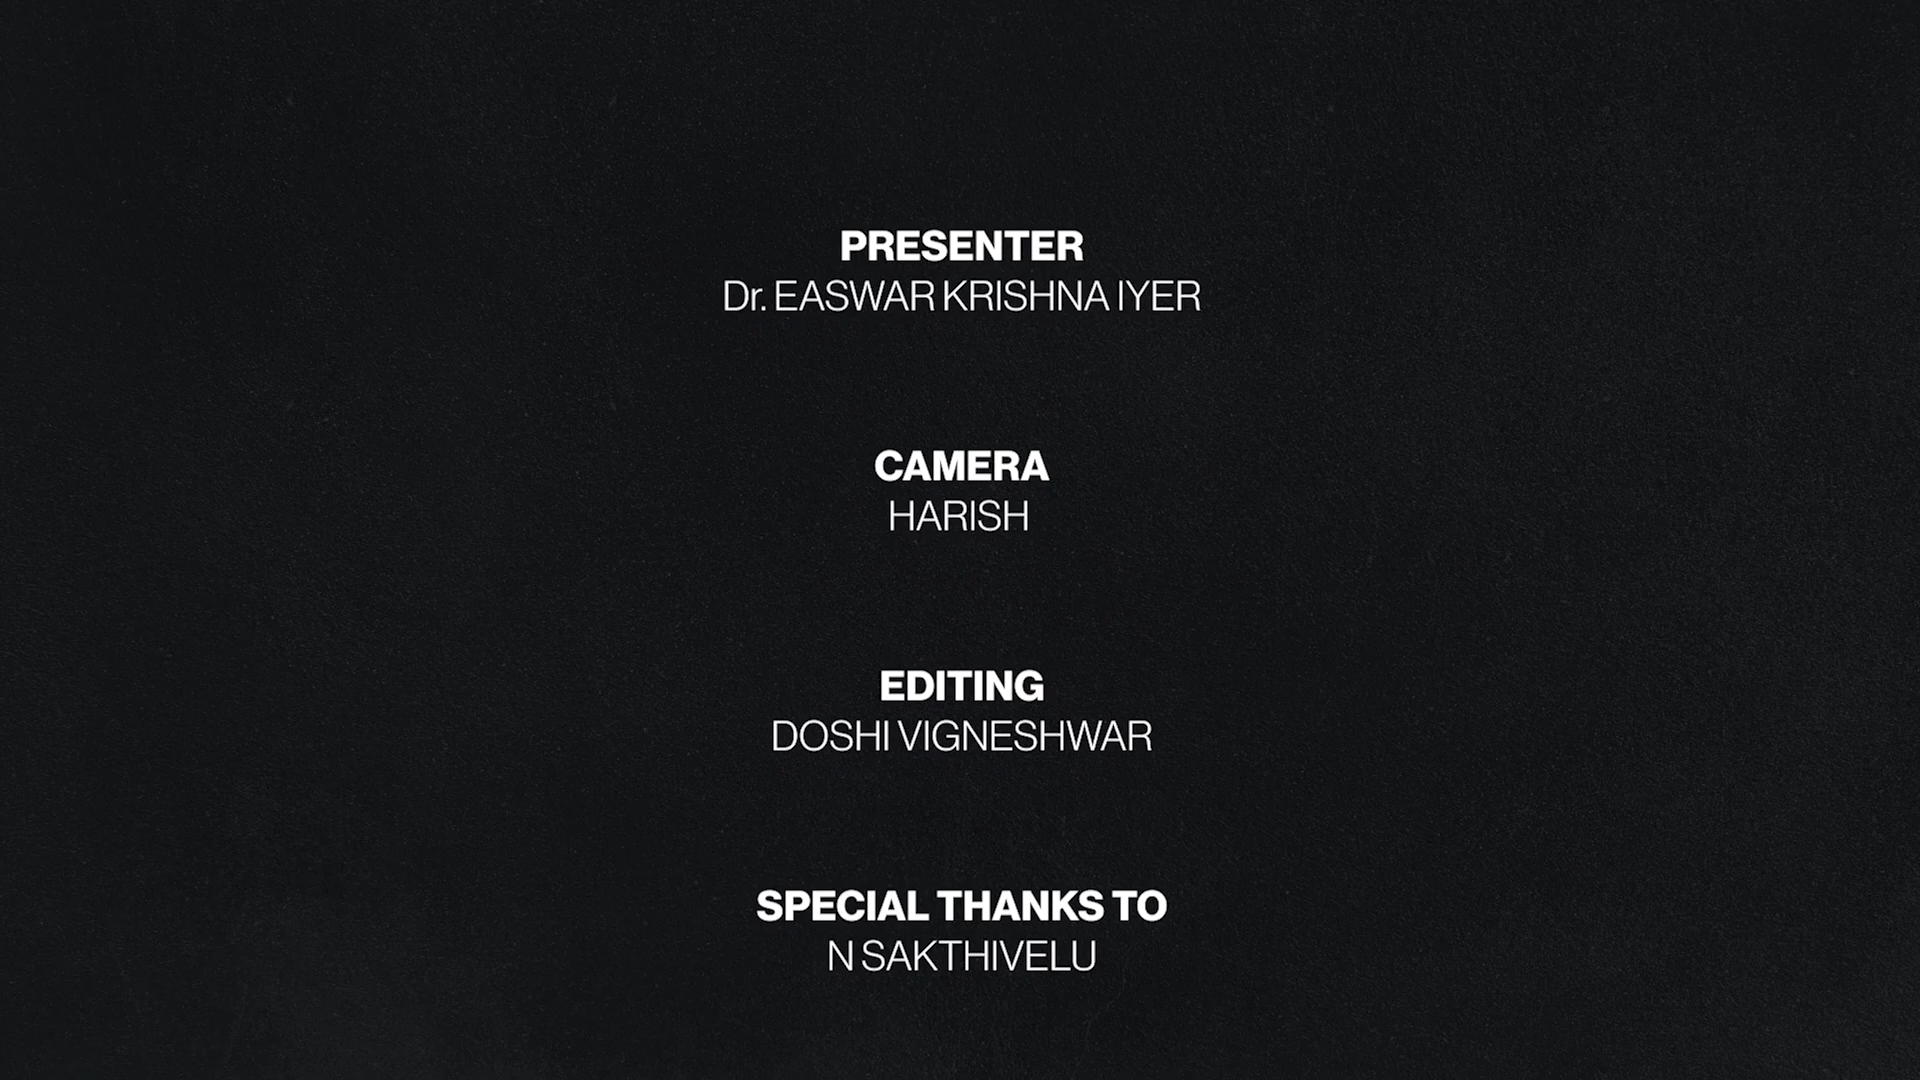 PRESENTER
Dr. EASWAR KRISHNA IYER
CAMERA
HARISH
EDITING
DOSHI VIGNESHWAR
SPECIAL THANKS TO
N SAKTHIVELU